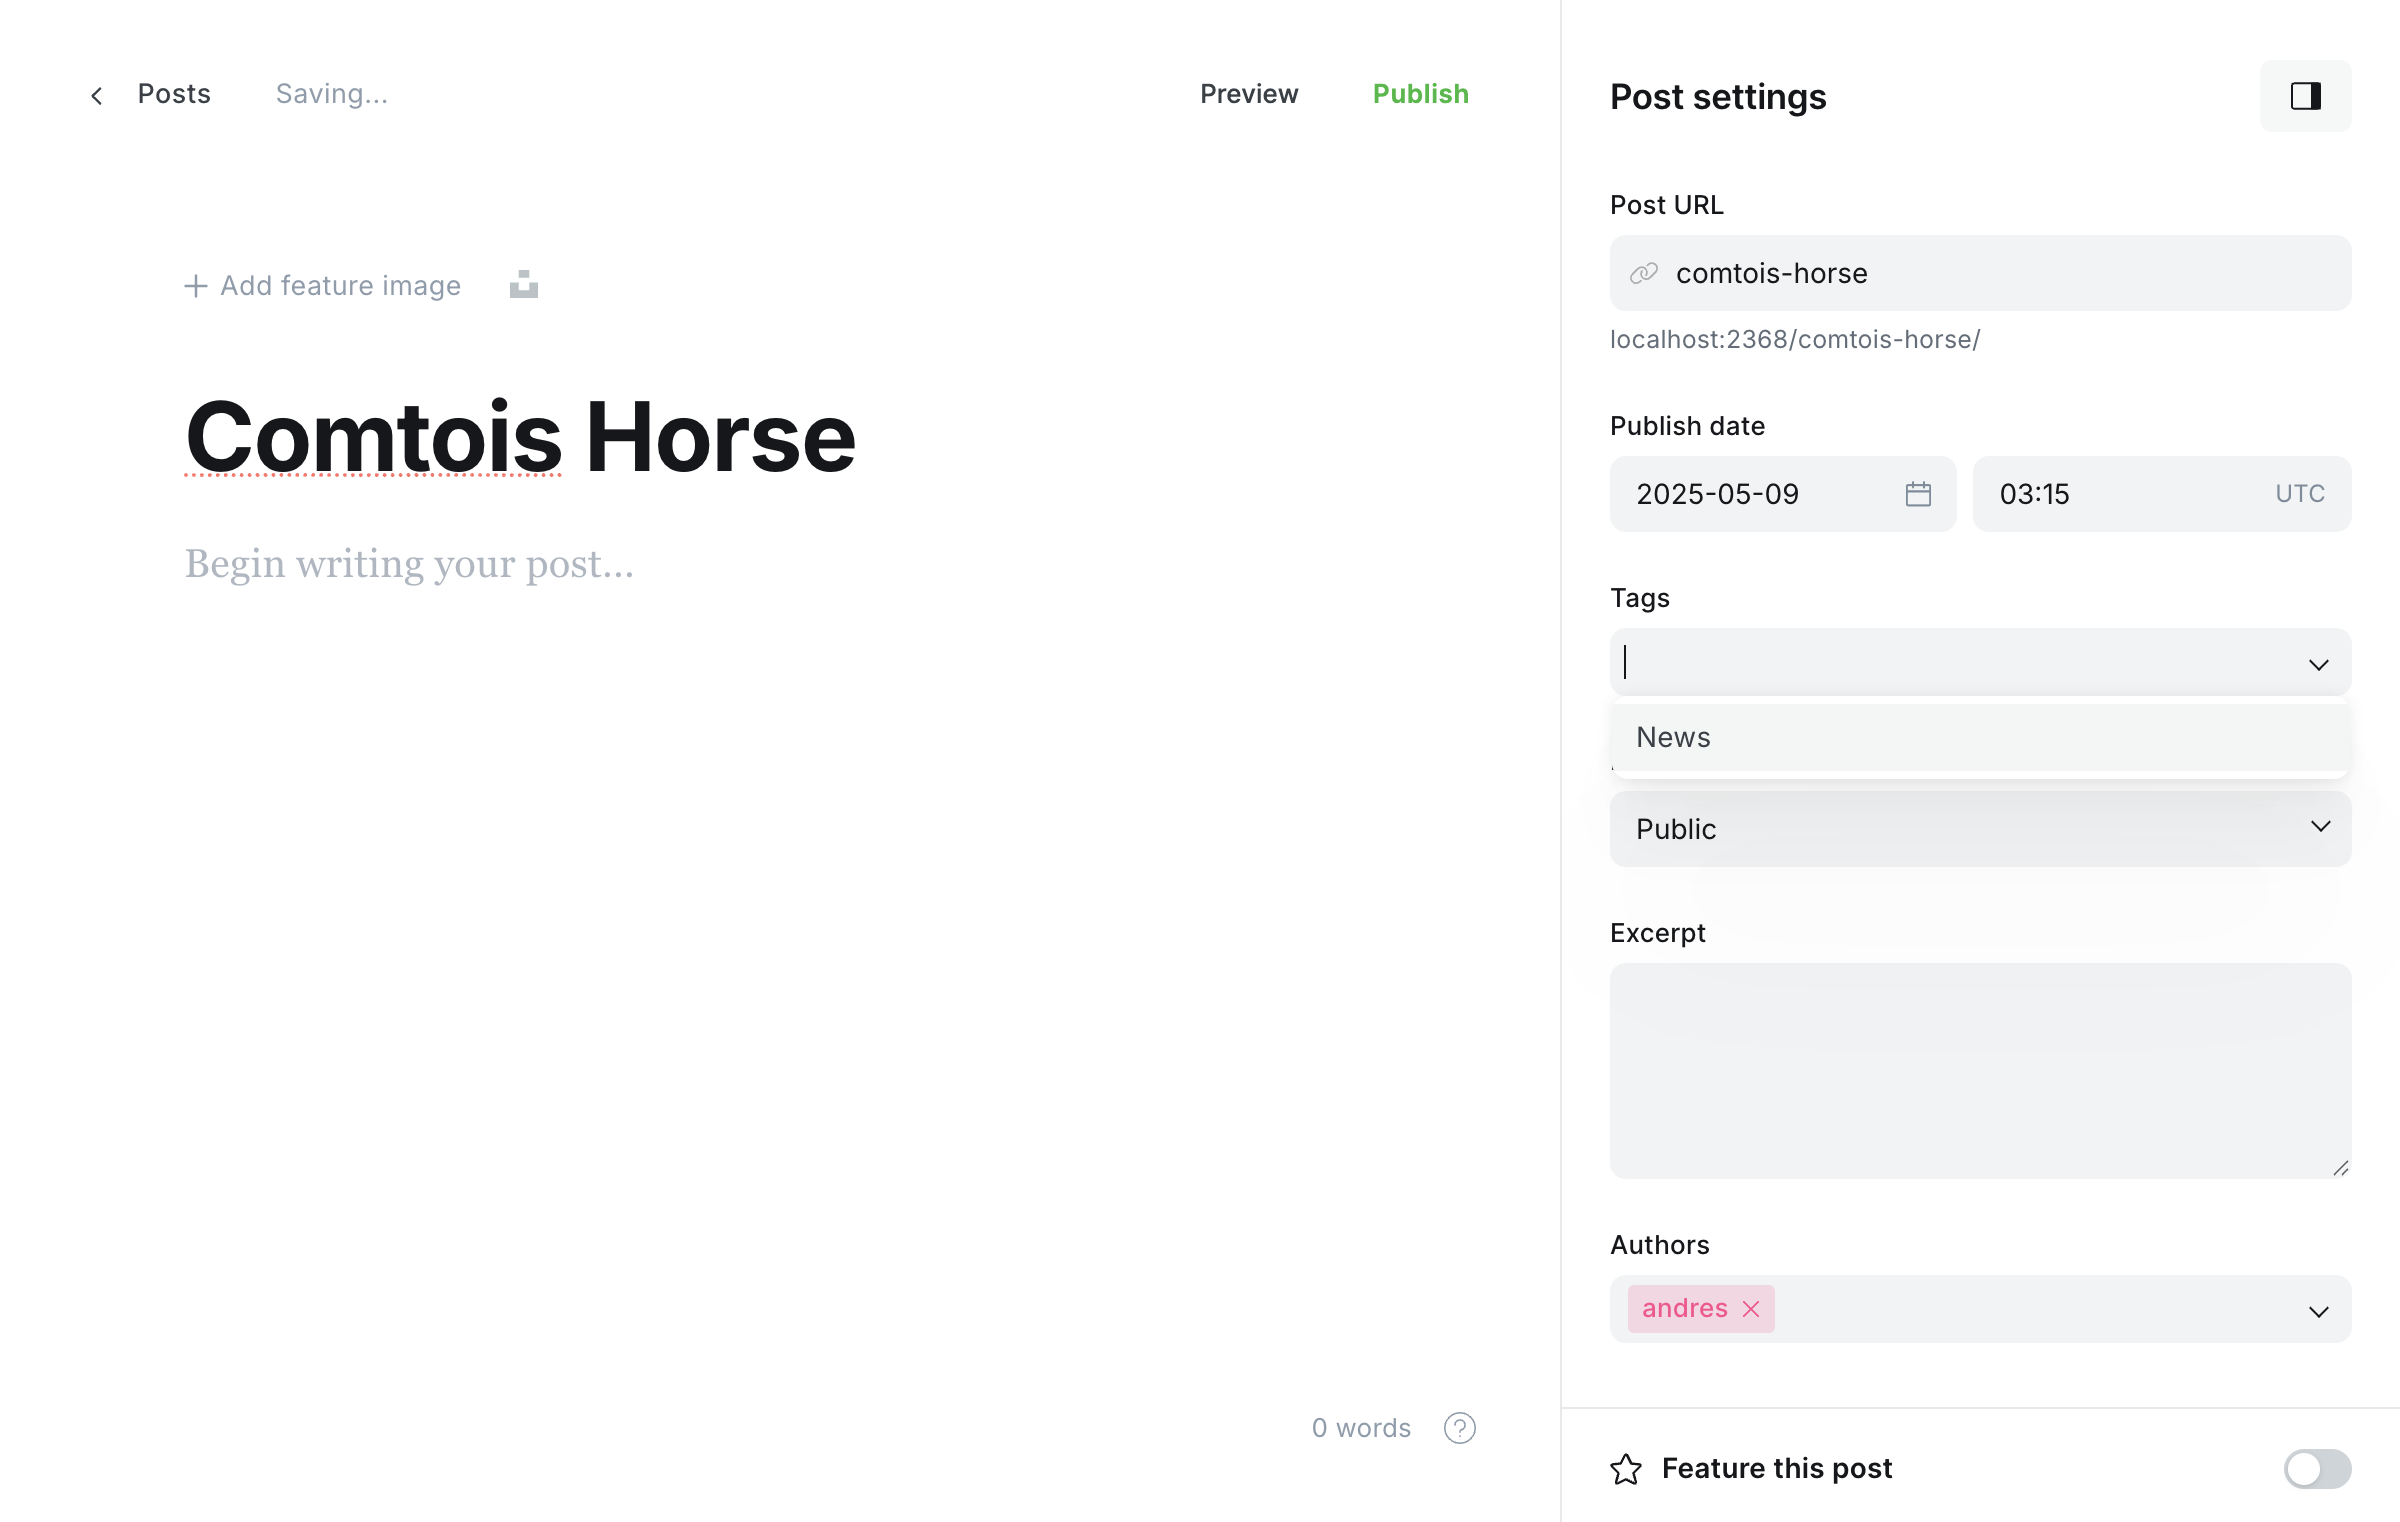 Posts Saving... Preview Publish
Add feature image
Comtois Horse
Begin writing your post...
0 words
?
Post settings
Post URL
comtois-horse
localhost:2368/comtois-horse/
Publish date
2025-05-09 03:15 UTC
Tags
News
Public
Excerpt
Authors
andres
Feature this post